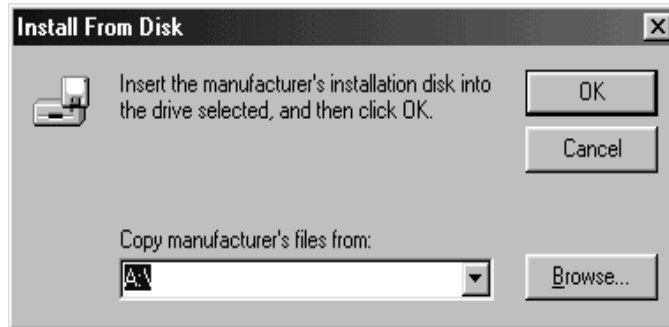 Install From Disk
Insert the manufacturer's installation disk into
the drive selected, and then click OK.
OK
Cancel
Copy manufacturer's files from:
A:\
Browse...